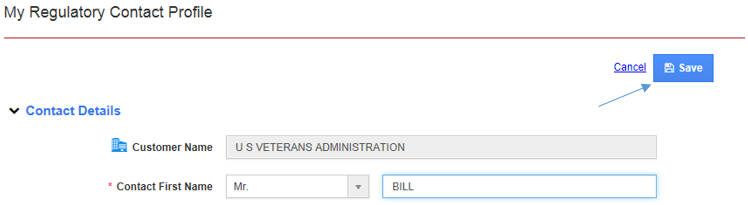 My Regulatory Contact Profile
Cancel Save
Contact Details
Customer Name U S VETERANS ADMINISTRATION
* Contact First Name Mr. BILL